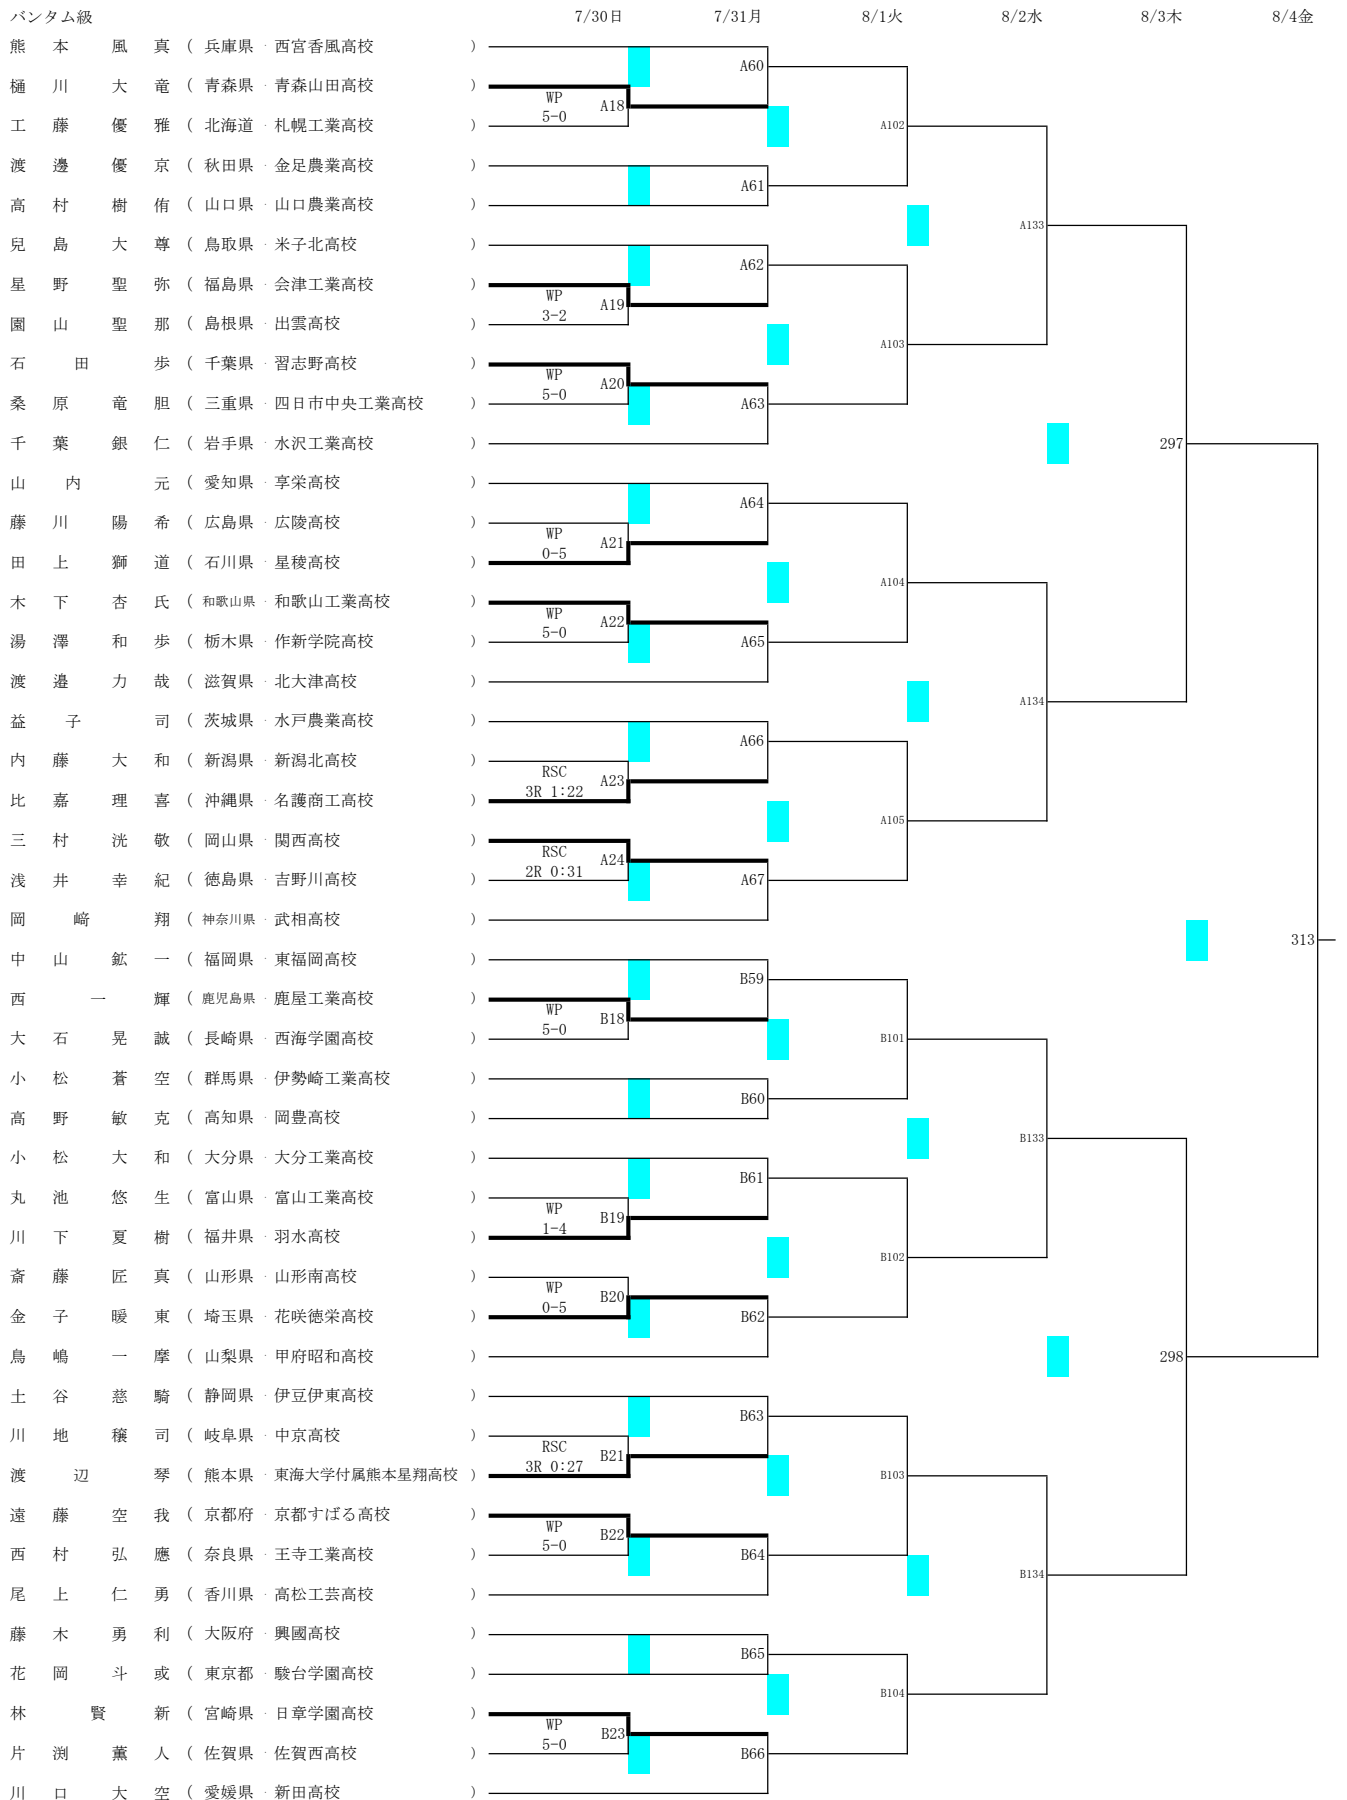 バンタム級 7/30日 7/31月 8/1火 8/2水 8/3木 8/4金
熊本風真 ( 兵庫県 · 西宮香風高校 )
A60
樋川大竜 ( 青森県 · 青森山田高校 )
WP
A18
5-0
工藤優雅 ( 北海道 · 札幌工業高校 )
A102
渡邊優京 ( 秋田県 · 金足農業高校 )
A61
高村樹侑 ( 山口県 · 山口農業高校 )
A133
兒島大尊 ( 鳥取県 · 米子北高校 )
A62
星野聖弥 ( 福島県 · 会津工業高校 )
WP
A19
3-2
園山聖那 ( 島根県 · 出雲高校 )
A103
石田歩 ( 千葉県 · 習志野高校 )
WP
A20
5-0
桑原竜胆 ( 三重県 · 四日市中央工業高校 )
A63
千葉銀仁 ( 岩手県 · 水沢工業高校 )
297
山内元 ( 愛知県 · 享栄高校 )
A64
藤川陽希 ( 広島県 · 広陵高校 )
WP
A21
0-5
田上獅道 ( 石川県 · 星稜高校 )
A104
木下杏氏 ( 和歌山県 · 和歌山工業高校 )
WP
A22
5-0
湯澤和歩 ( 栃木県 · 作新学院高校 )
A65
渡邉力哉 ( 滋賀県 · 北大津高校 )
A134
益子司 ( 茨城県 · 水戸農業高校 )
A66
内藤大和 ( 新潟県 · 新潟北高校 )
RSC
A23
3R 1:22
比嘉理喜 ( 沖縄県 · 名護商工高校 )
A105
三村洸敬 ( 岡山県 · 関西高校 )
RSC
A24
2R 0:31
浅井幸紀 ( 徳島県 · 吉野川高校 )
A67
岡﨑翔 ( 神奈川県 · 武相高校 )
313
中山鉱一 ( 福岡県 · 東福岡高校 )
B59
西一輝 ( 鹿児島県 · 鹿屋工業高校 )
WP
B18
5-0
大石晃誠 ( 長崎県 · 西海学園高校 )
B101
小松蒼空 ( 群馬県 · 伊勢崎工業高校 )
B60
高野敏克 ( 高知県 · 岡豊高校 )
B133
小松大和 ( 大分県 · 大分工業高校 )
B61
丸池悠生 ( 富山県 · 富山工業高校 )
WP
B19
1-4
川下夏樹 ( 福井県 · 羽水高校 )
B102
斎藤匠真 ( 山形県 · 山形南高校 )
WP
B20
0-5
金子暖東 ( 埼玉県 · 花咲徳栄高校 )
B62
鳥嶋一摩 ( 山梨県 · 甲府昭和高校 )
298
土谷慈騎 ( 静岡県 · 伊豆伊東高校 )
B63
川地穣司 ( 岐阜県 · 中京高校 )
RSC
B21
3R 0:27
渡辺琴 ( 熊本県 · 東海大学付属熊本星翔高校 )
B103
遠藤空我 ( 京都府 · 京都すばる高校 )
WP
B22
5-0
西村弘應 ( 奈良県 · 王寺工業高校 )
B64
B134
尾上仁勇 ( 香川県 · 高松工芸高校 )
藤木勇利 ( 大阪府 · 興國高校 )
B65
花岡斗或 ( 東京都 · 駿台学園高校 )
B104
林賢新 ( 宮崎県 · 日章学園高校 )
WP
B23
5-0
片渕薫人 ( 佐賀県 · 佐賀西高校 )
B66
川口大空 ( 愛媛県 · 新田高校 )